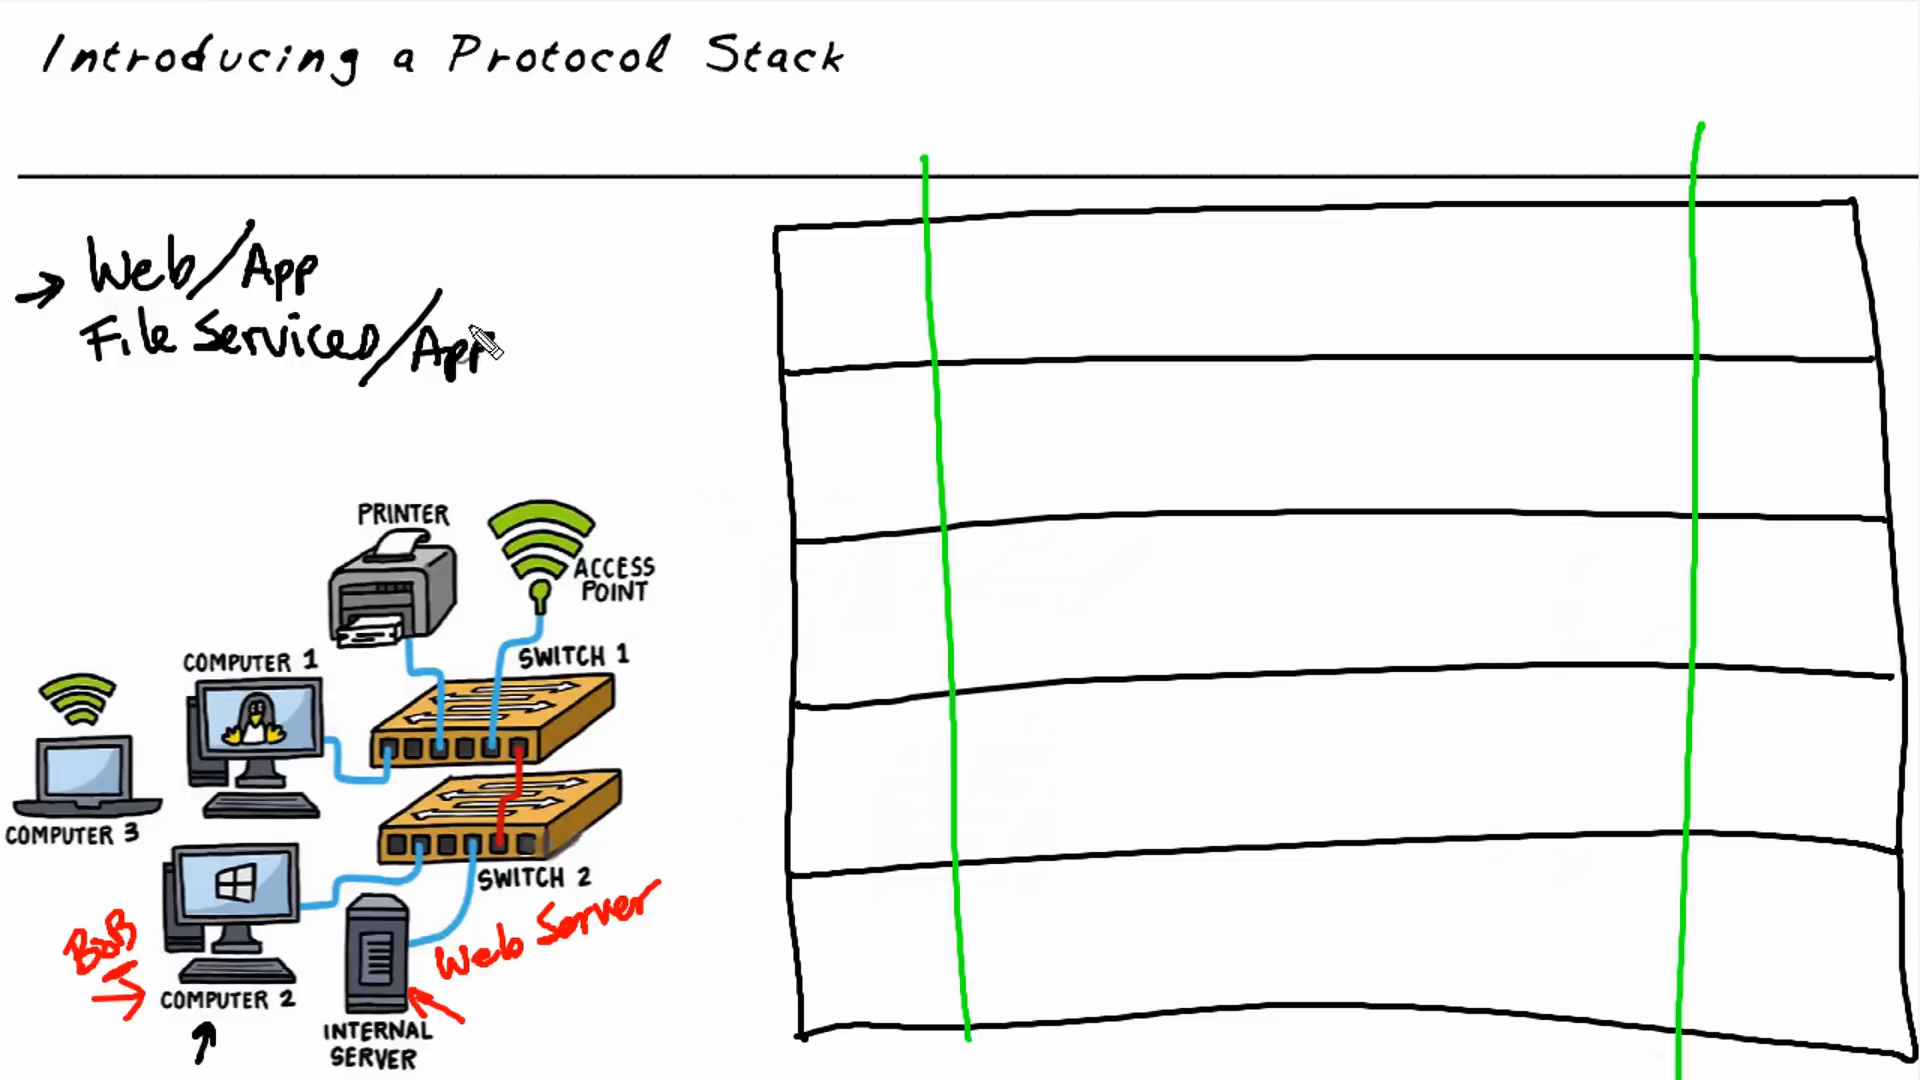 Introducing a Protocol Stack
→ Web/App
File Services/App
PRINTER
ACCESS
POINT
SWITCH 1
COMPUTER 1
COMPUTER 3
SWITCH 2
Web Server
BOB
COMPUTER 2
INTERNAL
SERVER